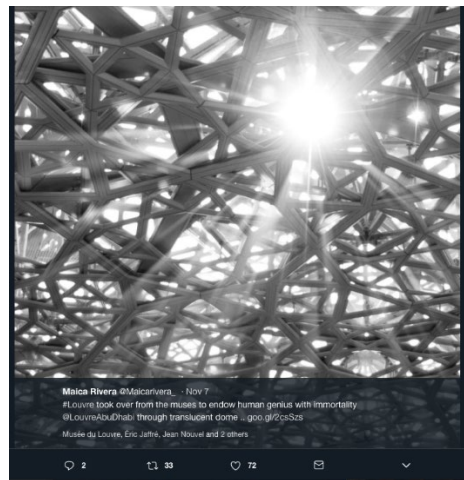 Maica Rivera @Maicarivera_ · Nov 7
#Louvre took over from the muses to endow human genius with immortality
@LouvreAbuDhabi through translucent dome .. goo.gl/2csSzs
Musée du Louvre, Éric Jaffré, Jean Nouvel and 2 others
2 33 72